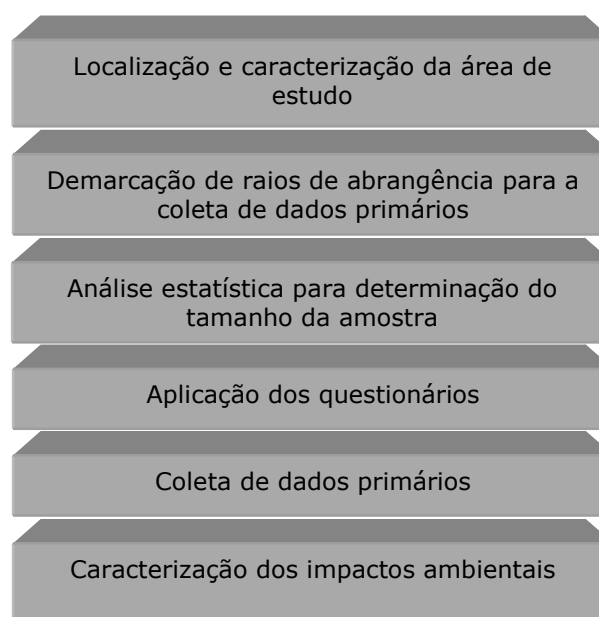 Localização e caracterização da área de
estudo
Demarcação de raios de abrangência para a
coleta de dados primários
Análise estatística para determinação do
tamanho da amostra
Aplicação dos questionários
Coleta de dados primários
Caracterização dos impactos ambientais